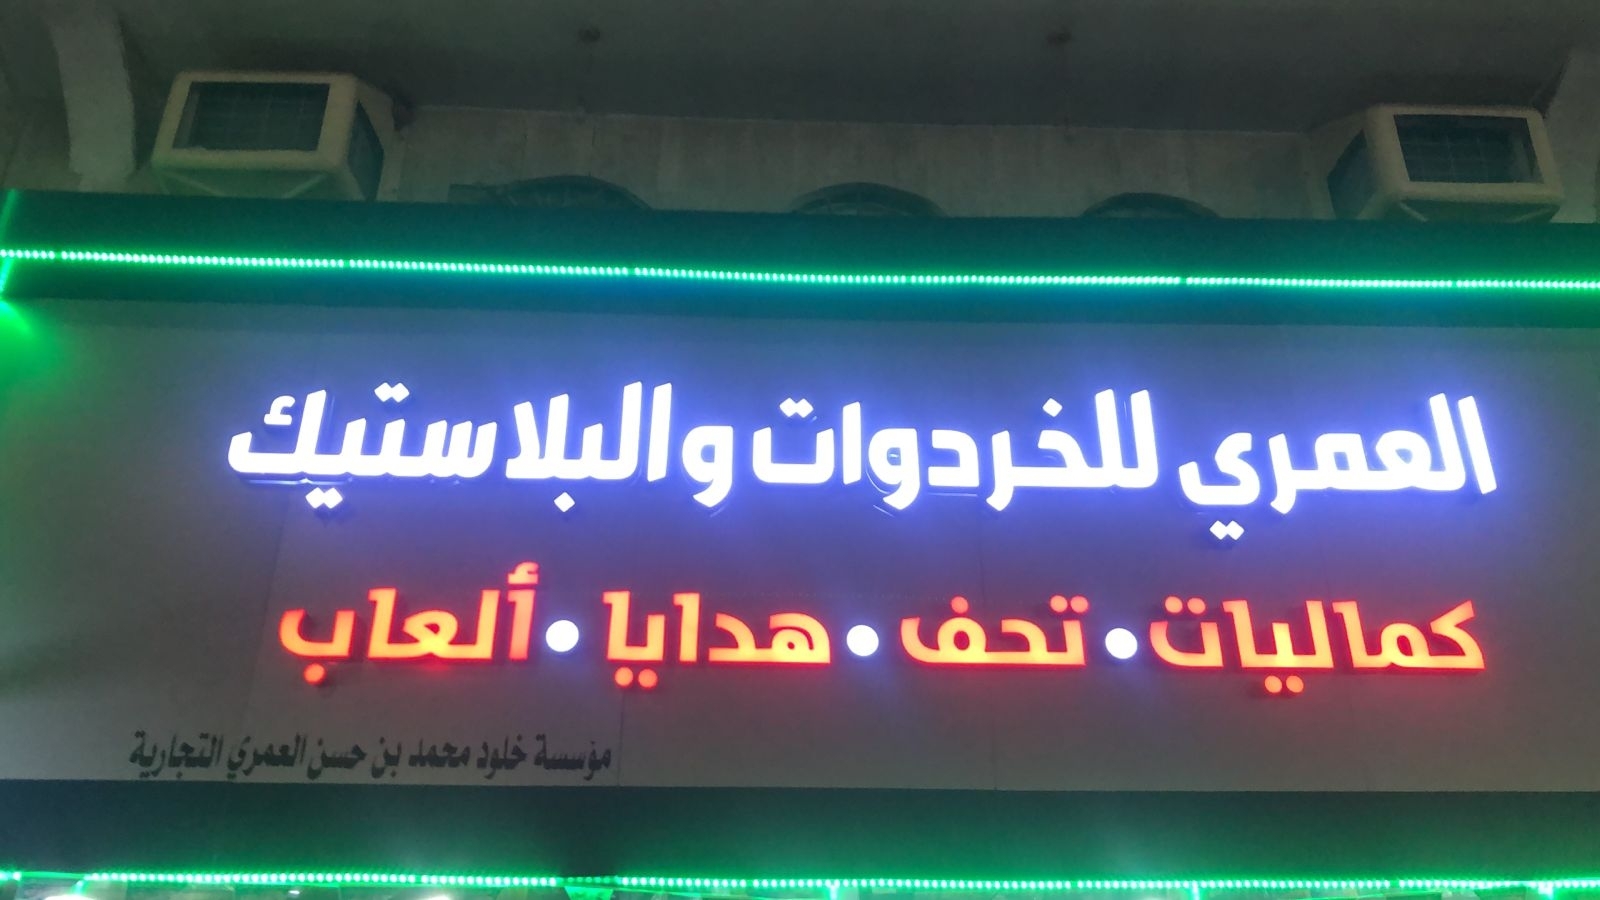 العمري للخردوات والبلاستيك
كماليات • تحف • هدايا • ألعاب
مؤسسة خلود محمد بن حسن العمري التجارية